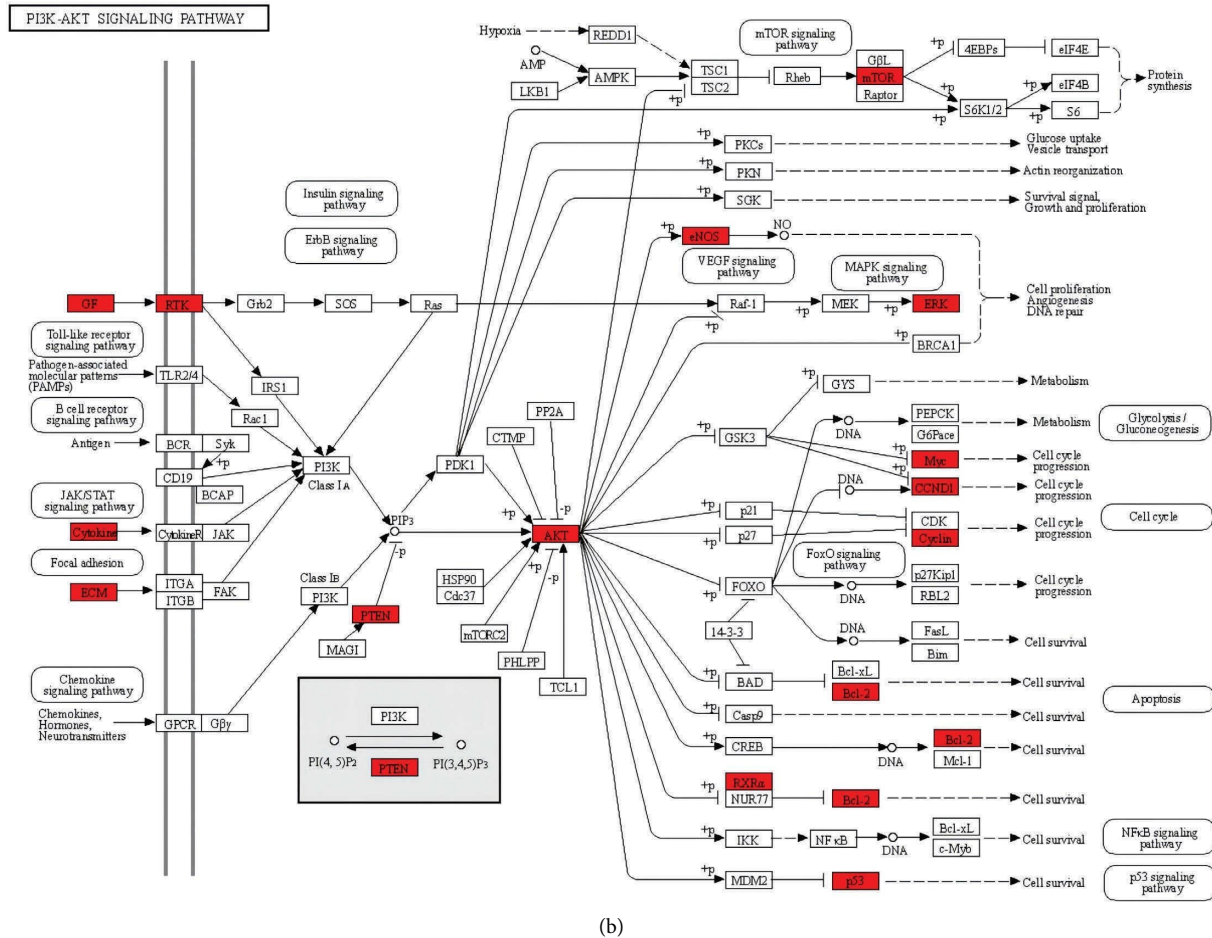 PI3K-AKT SIGNALING PATHWAY
Hypoxia
REDD1
mTOR signaling
pathway
AMP
LKB1
AMPK
TSC1
TSC2
+p
Rheb
GβL
mTOR
Raptor
+p
4EBPs
eIF4E
+p
S6K1/2
+p
+p
eIF4B
+p
S6
Protein
synthesis
+p
PKCs
Glucose uptake
Vesicle transport
+p
PKN
Actin reorganization
+p
SGK
Survival signal,
Growth and proliferation
Insulin signaling
pathway
ErbB signaling
pathway
+p
eNOS
NO
VEGF signaling
pathway
MAPK signaling
pathway
GF
RTK
Grb2
SOS
Ras
Raf-1
+p
MEK
+p
+p
ERK
Cell proliferation
Angiogenesis
DNA repair
+p
BRCA1
Toll-like receptor
signaling pathway
Pathogen-associated
molecular patterns
(PAMPs)
TLR2/4
IRS1
Rac1
B cell receptor
signaling pathway
Antigen
BCR
Syk
+p
CD19
BCAP
PI3K
Class IA
PDK1
CTMP
PP2A
+p
GYS
Metabolism
+p
GSK3
DNA
PEPCK
G6Pace
Metabolism
Glycolysis /
Gluconeogenesis
+p
Myc
Cell cycle
progression
+p
CCND1
DNA
Cell cycle
progression
JAK/STAT
signaling pathway
Cytokine
CytokineR
JAK
PIP3
-p
+p
-p
AKT
+p
-p
+p
p21
+p
p27
CDK
Cyclin
Cell cycle
progression
Cell cycle
Focal adhesion
ECM
ITGA
ITGB
FAK
Class IB
PI3K
PTEN
MAGI
HSP90
Cdc37
mTORC2
PHLPP
TCL1
FoxO signaling
pathway
+p
FOXO
DNA
p27Kip1
RBL2
Cell cycle
progression
14-3-3
DNA
FasL
Bim
Cell survival
Chemokine
signaling pathway
Chemokines,
Hormones,
Neurotransmitters
GPCR
Gβγ
PI3K
PI(4, 5)P2
PTEN
PI(3,4,5)P3
+p
BAD
Bcl-xL
Bcl-2
Cell survival
Apoptosis
+p
Casp9
Cell survival
+p
CREB
DNA
Bcl-2
Mcl-1
Cell survival
+p
RXRα
NUR77
Bcl-2
Cell survival
+p
IKK
NFκB
DNA
Bcl-xL
c-Myb
Cell survival
NFκB signaling
pathway
+p
MDM2
p53
Cell survival
p53 signaling
pathway
(b)